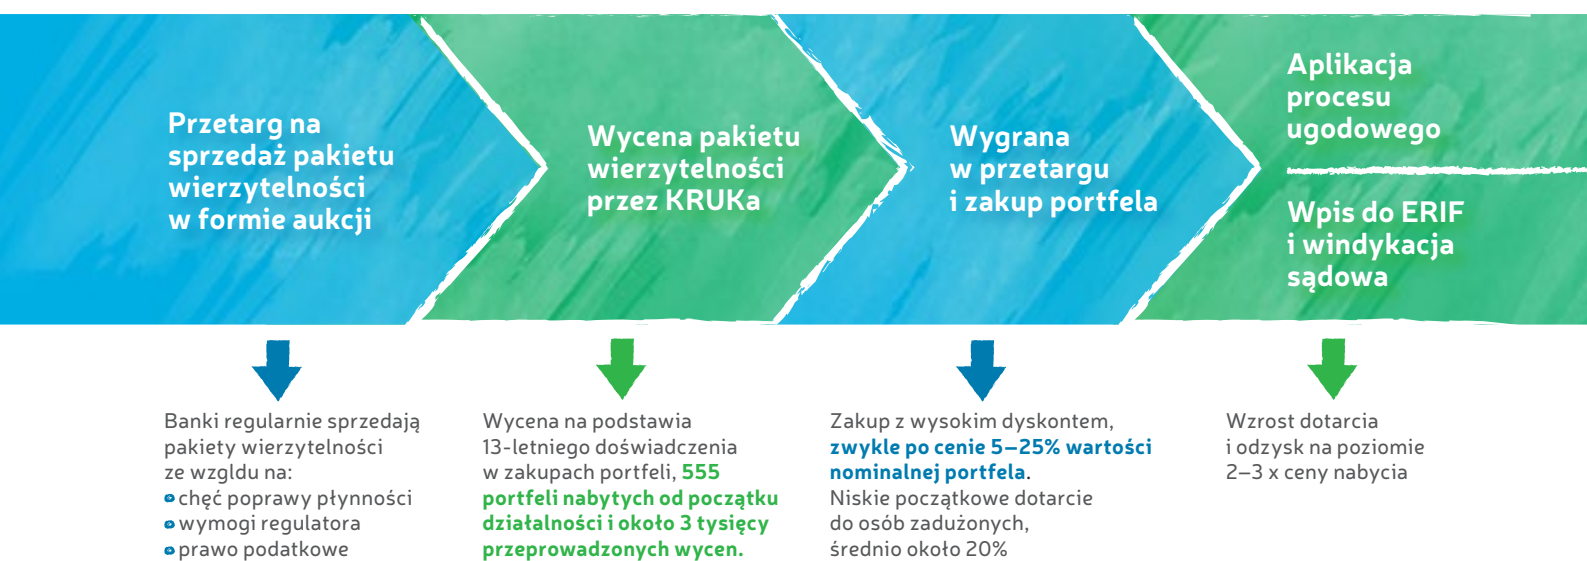 Przetarg na
sprzedaż pakietu
wierzytelności
w formie aukcji
Wycena pakietu
wierzytelności
przez KRUKa
Wygrana
w przetargu
i zakup portfela
Aplikacja
procesu
ugodowego
Wpis do ERIF
i windykacja
sądowa
Banki regularnie sprzedają
pakiety wierzytelności
ze wzgldu na:
chęć poprawy płynności
wymogi regulatora
prawo podatkowe
Wycena na podstawia
13-letniego doświadczenia
w zakupach portfeli, 555
portfeli nabytych od początku
działalności i około 3 tysięcy
przeprowadzonych wycen.
Zakup z wysokim dyskontem,
zwykle po cenie 5–25% wartości
nominalnej portfela.
Niskie początkowe dotarcie
do osób zadużonych,
średnio około 20%
Wzrost dotarcia
i odzysk na poziomie
2–3 x ceny nabycia